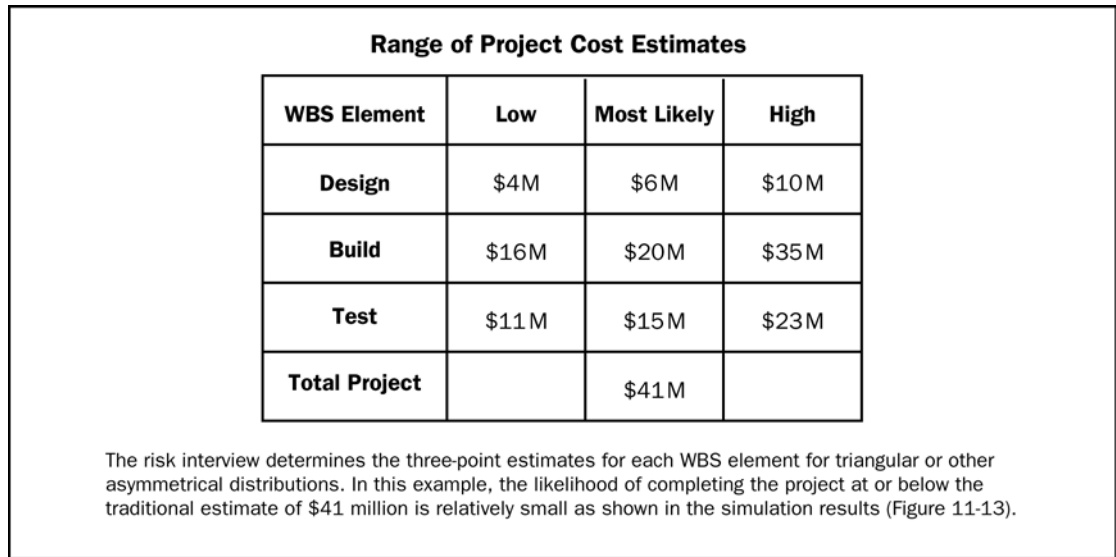 Range of Project Cost Estimates
WBS Element Low Most Likely High
Design $4M $6M $10M
Build $16M $20M $35M
Test $11M $15M $23M
Total Project $41M
The risk interview determines the three-point estimates for each WBS element for triangular or other
asymmetrical distributions. In this example, the likelihood of completing the project at or below the
traditional estimate of $41 million is relatively small as shown in the simulation results (Figure 11-13).